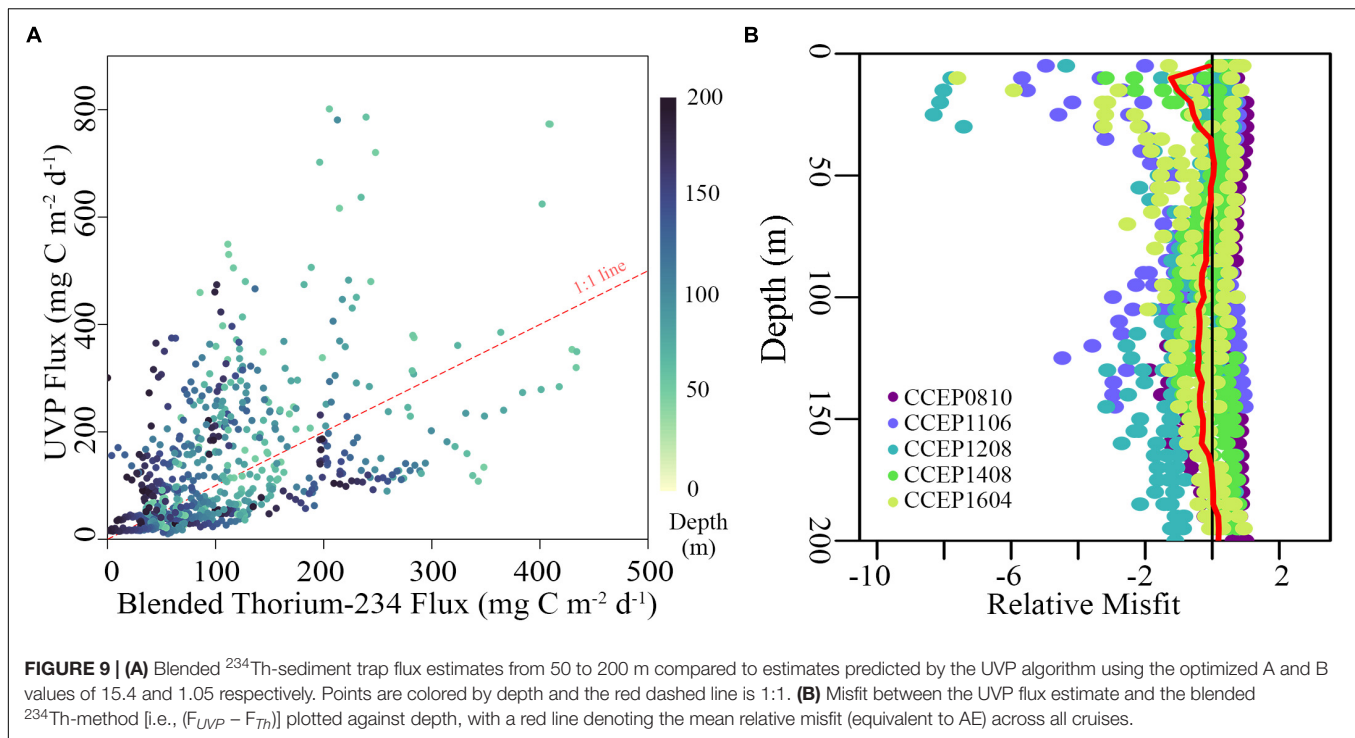 A
UVP Flux (mg C m⁻² d⁻¹)
800
600
400
200
0
0 100 200 300 400 500
Blended Thorium-234 Flux (mg C m⁻² d⁻¹)
1:1 line
200
150
100
50
0
Depth
(m)
B
Depth (m)
0
50
100
150
200
CCEP0810
CCEP1106
CCEP1208
CCEP1408
CCEP1604
-10 -6 -2 2
Relative Misfit
FIGURE 9 | (A) Blended ²³⁴Th-sediment trap flux estimates from 50 to 200 m compared to estimates predicted by the UVP algorithm using the optimized A and B
values of 15.4 and 1.05 respectively. Points are colored by depth and the red dashed line is 1:1. (B) Misfit between the UVP flux estimate and the blended
²³⁴Th-method [i.e., (F_UVP – F_Th)] plotted against depth, with a red line denoting the mean relative misfit (equivalent to AE) across all cruises.